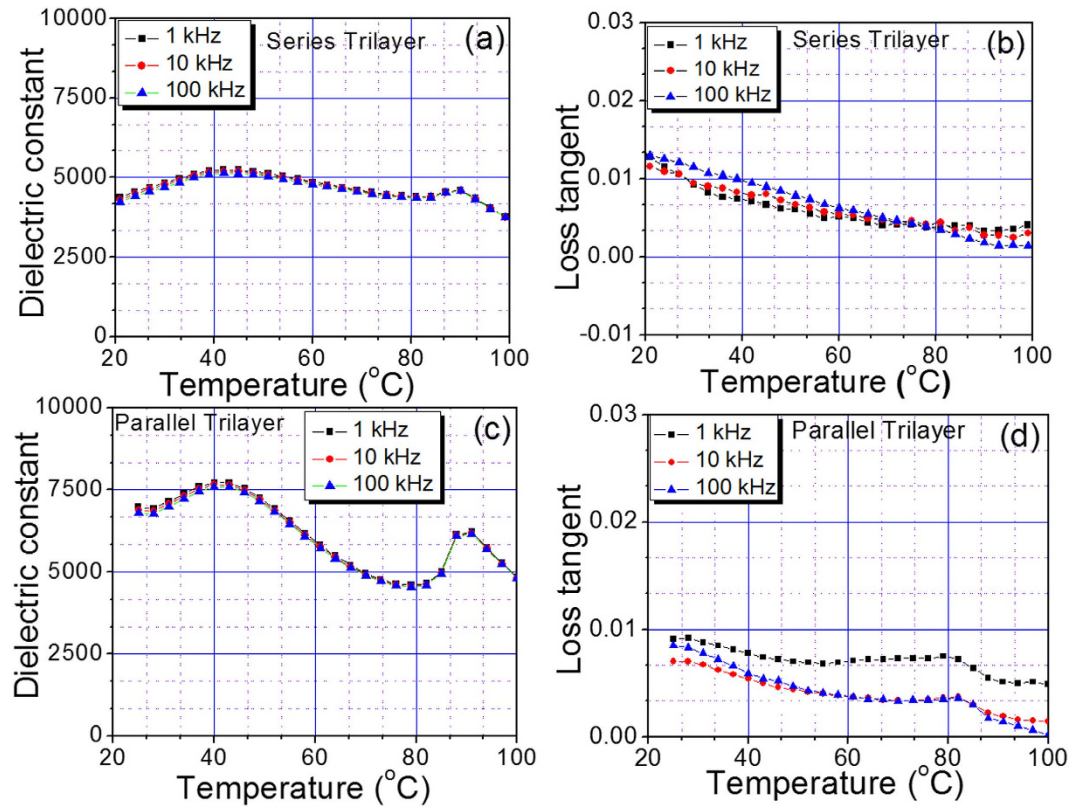 (a)
Series Trilayer
1 kHz
10 kHz
100 kHz
10000
7500
5000
2500
0
Dielectric constant
20 40 60 80 100
Temperature (°C)
(b)
Series Trilayer
1 kHz
10 kHz
100 kHz
0.03
0.02
0.01
0.00
-0.01
Loss tangent
20 40 60 80 100
Temperature (°C)
(c)
Parallel Trilayer
1 kHz
10 kHz
100 kHz
10000
7500
5000
2500
0
Dielectric constant
20 40 60 80 100
Temperature (°C)
(d)
Parallel Trilayer
1 kHz
10 kHz
100 kHz
0.03
0.02
0.01
0.00
Loss tangent
20 40 60 80 100
Temperature (°C)